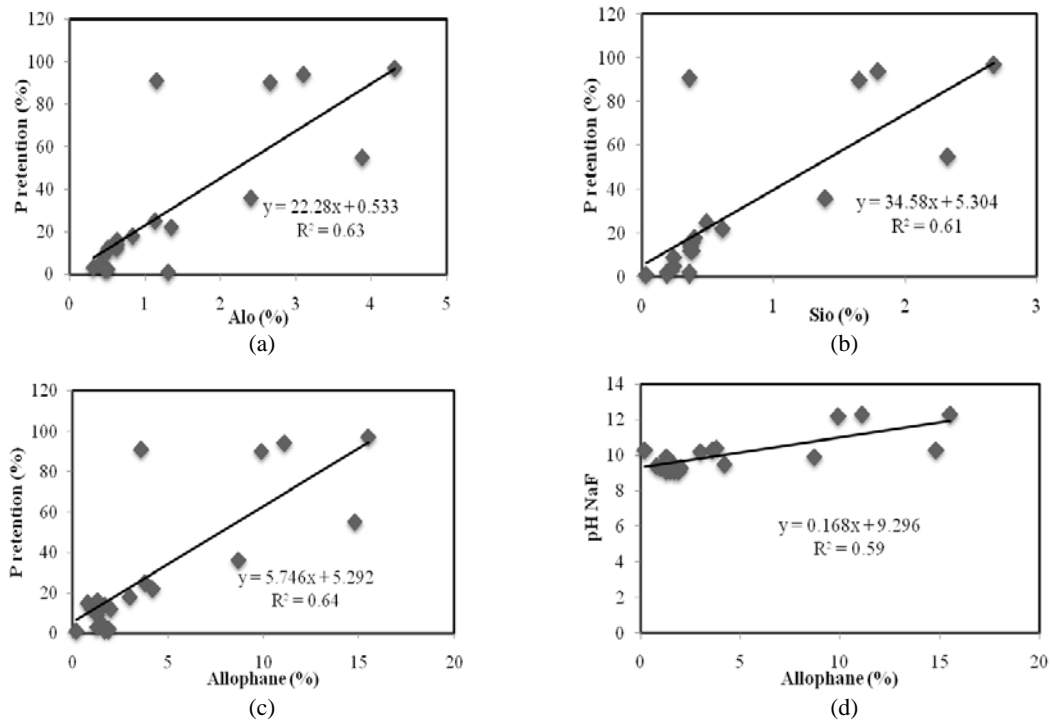 120
100
80
60
40
20
0
P retention (%)
y = 22.28x + 0.533
R² = 0.63
0 1 2 3 4 5
Alo (%)
(a)
120
100
80
60
40
20
0
P retention (%)
y = 34.58x + 5.304
R² = 0.61
0 1 2 3
Sio (%)
(b)
120
100
80
60
40
20
0
P retention (%)
y = 5.746x + 5.292
R² = 0.64
0 5 10 15 20
Allophane (%)
(c)
14
12
10
8
6
4
2
0
pH NaF
y = 0.168x + 9.296
R² = 0.59
0 5 10 15 20
Allophane (%)
(d)